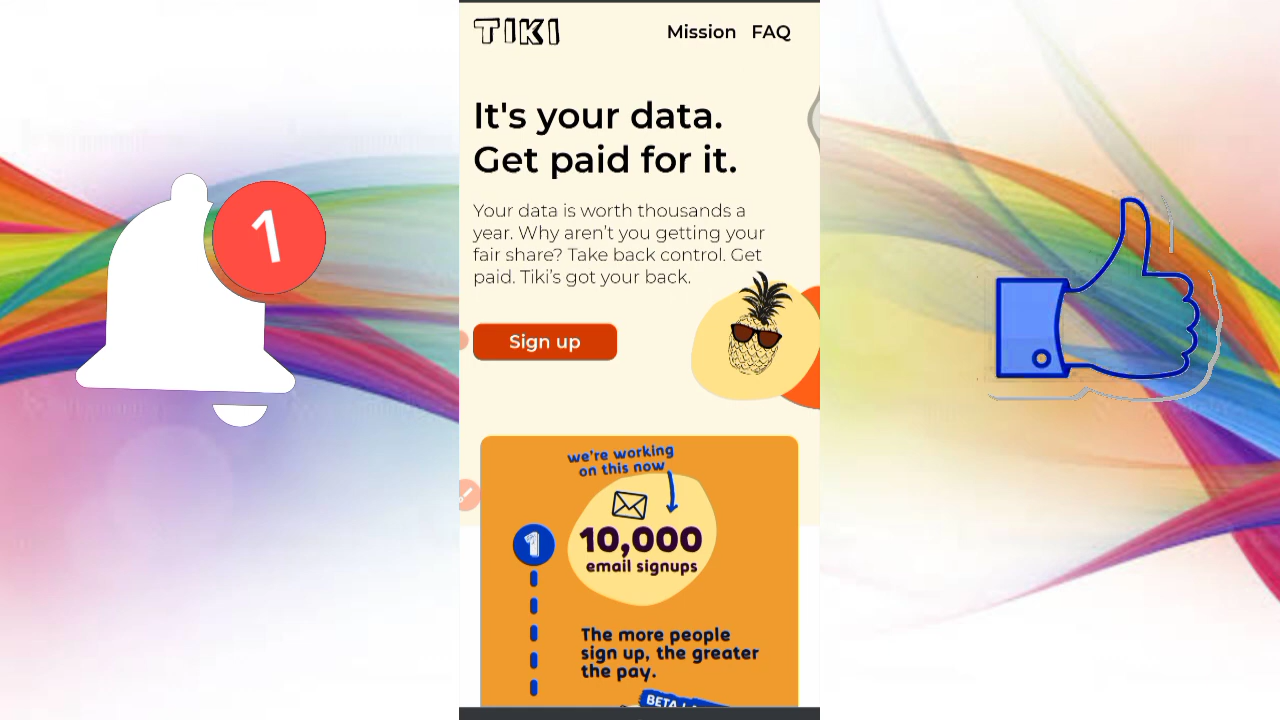 TIKI
Mission FAQ
It's your data.
Get paid for it.
Your data is worth thousands a
year. Why aren't you getting your
fair share? Take back control. Get
paid. Tiki's got your back.
Sign up
1
we're working
on this now
1
10,000
email signups
The more people
sign up, the greater
the pay.
BETA